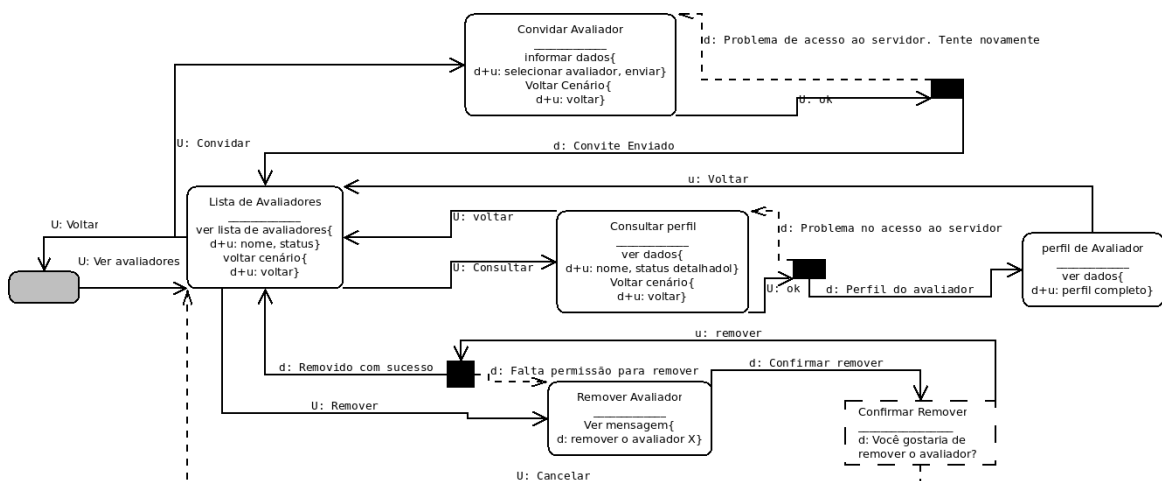 Convidar Avaliador
informar dados{
d+u: selecionar avaliador, enviar}
Voltar Cenário{
d+u: voltar}
d: Problema de acesso ao servidor. Tente novamente
U: ok
U: Convidar
d: Convite Enviado
u: Voltar
Lista de Avaliadores
ver lista de avaliadores{
d+u: nome, status}
voltar cenário{
d+u: voltar}
U: Voltar
U: Ver avaliadores
U: voltar
U: Consultar
Consultar perfil
ver dados{
d+u: nome, status detalhadol}
Voltar cenário{
d+u: voltar}
d: Problema no acesso ao servidor
U: ok
d: Perfil do avaliador
perfil de Avaliador
ver dados{
d+u: perfil completo}
u: remover
d: Removido com sucesso
d: Falta permissão para remover
d: Confirmar remover
U: Remover
Remover Avaliador
Ver mensagem{
d: remover o avaliador X}
Confirmar Remover
d: Você gostaria de
remover o avaliador?
U: Cancelar